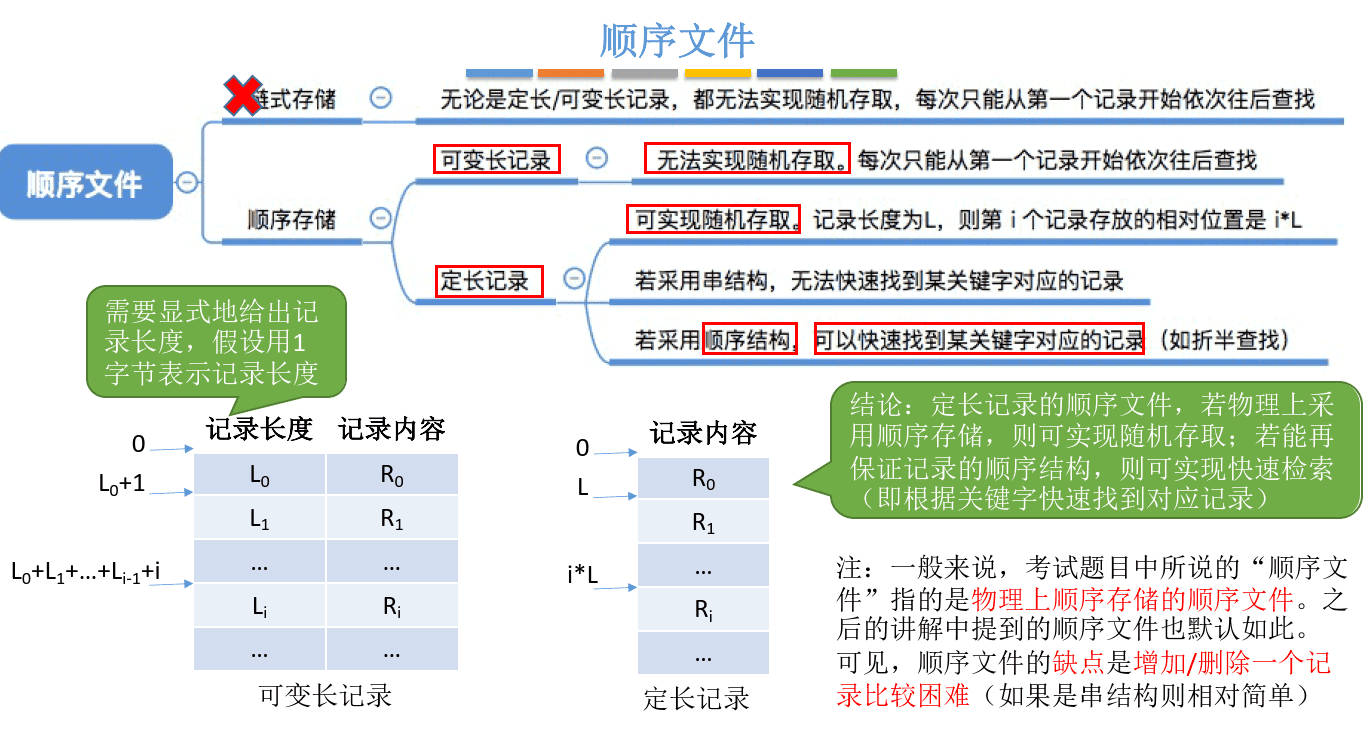 顺序文件
链式存储
无论是定长/可变长记录，都无法实现随机存取，每次只能从第一个记录开始依次往后查找
可变长记录
无法实现随机存取。每次只能从第一个记录开始依次往后查找
顺序文件
顺序存储
可实现随机存取。记录长度为L，则第 i 个记录存放的相对位置是 i*L
定长记录
若采用串结构，无法快速找到某关键字对应的记录
若采用顺序结构，可以快速找到某关键字对应的记录（如折半查找）
需要显式地给出记
录长度，假设用1
字节表示记录长度
记录长度 记录内容
0
L₀+1
L₀+L₁+...+Lᵢ₋₁+i
L₀ R₀
L₁ R₁
... ...
Lᵢ Rᵢ
... ...
可变长记录
记录内容
0
L
i*L
R₀
R₁
...
Rᵢ
...
定长记录
结论：定长记录的顺序文件，若物理上采
用顺序存储，则可实现随机存取；若能再
保证记录的顺序结构，则可实现快速检索
（即根据关键字快速找到对应记录）
注：一般来说，考试题目中所说的“顺序文
件”指的是物理上顺序存储的顺序文件。之
后的讲解中提到的顺序文件也默认如此。
可见，顺序文件的缺点是增加/删除一个记
录比较困难（如果是串结构则相对简单）